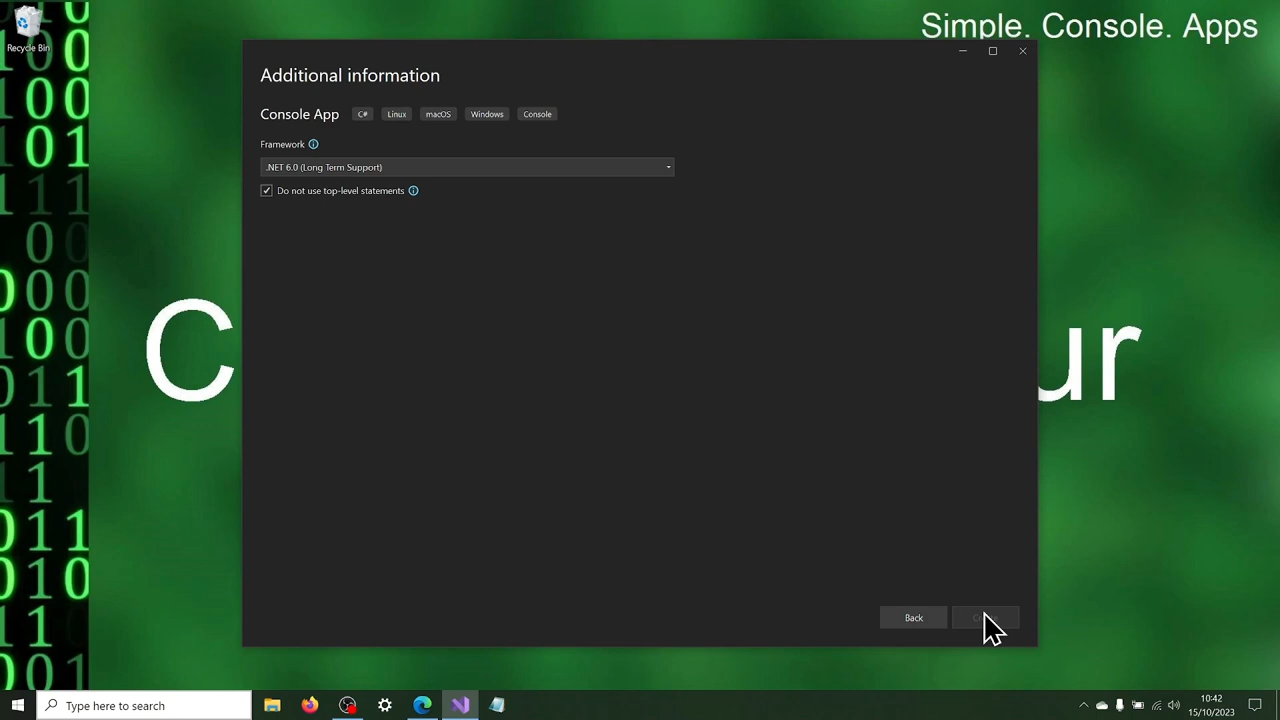 Simple. Console. Apps
Recycle Bin
Additional information
Console App C# Linux macOS Windows Console
Framework
.NET 6.0 (Long Term Support)
Do not use top-level statements
Back
Type here to search
10:42
15/10/2023